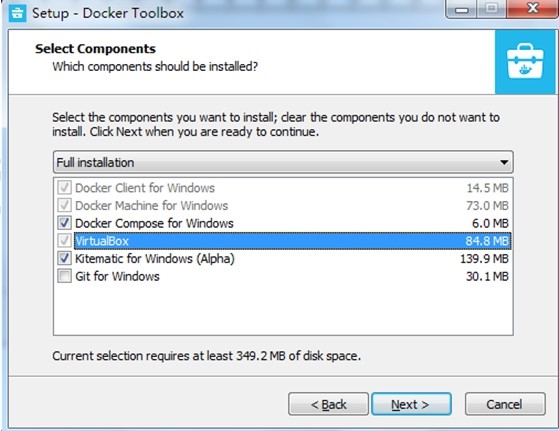 Setup - Docker Toolbox
Select Components
Which components should be installed?
Select the components you want to install; clear the components you do not want to
install. Click Next when you are ready to continue.
Full installation
Docker Client for Windows 14.5 MB
Docker Machine for Windows 73.0 MB
Docker Compose for Windows 6.0 MB
VirtualBox 84.8 MB
Kitematic for Windows (Alpha) 139.9 MB
Git for Windows 30.1 MB
Current selection requires at least 349.2 MB of disk space.
< Back Next > Cancel